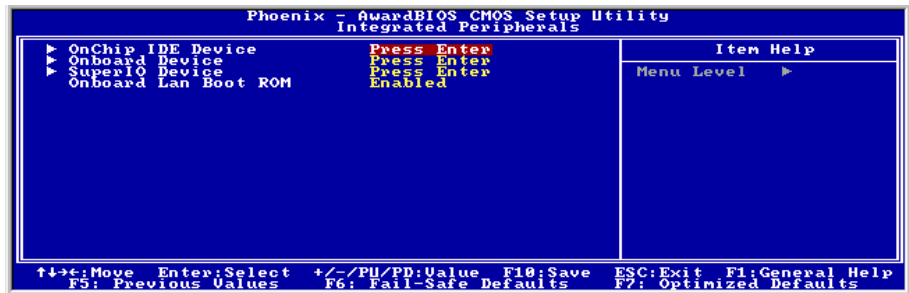 Phoenix - AwardBIOS CMOS Setup Utility
Integrated Peripherals
▶ OnChip IDE Device Press Enter
▶ Onboard Device Press Enter
▶ SuperIO Device Press Enter
Onboard Lan Boot ROM Enabled
Item Help
Menu Level ▶
↑↓→←:Move Enter:Select +/-/PU/PD:Value F10:Save ESC:Exit F1:General Help
F5: Previous Values F6: Fail-Safe Defaults F7: Optimized Defaults